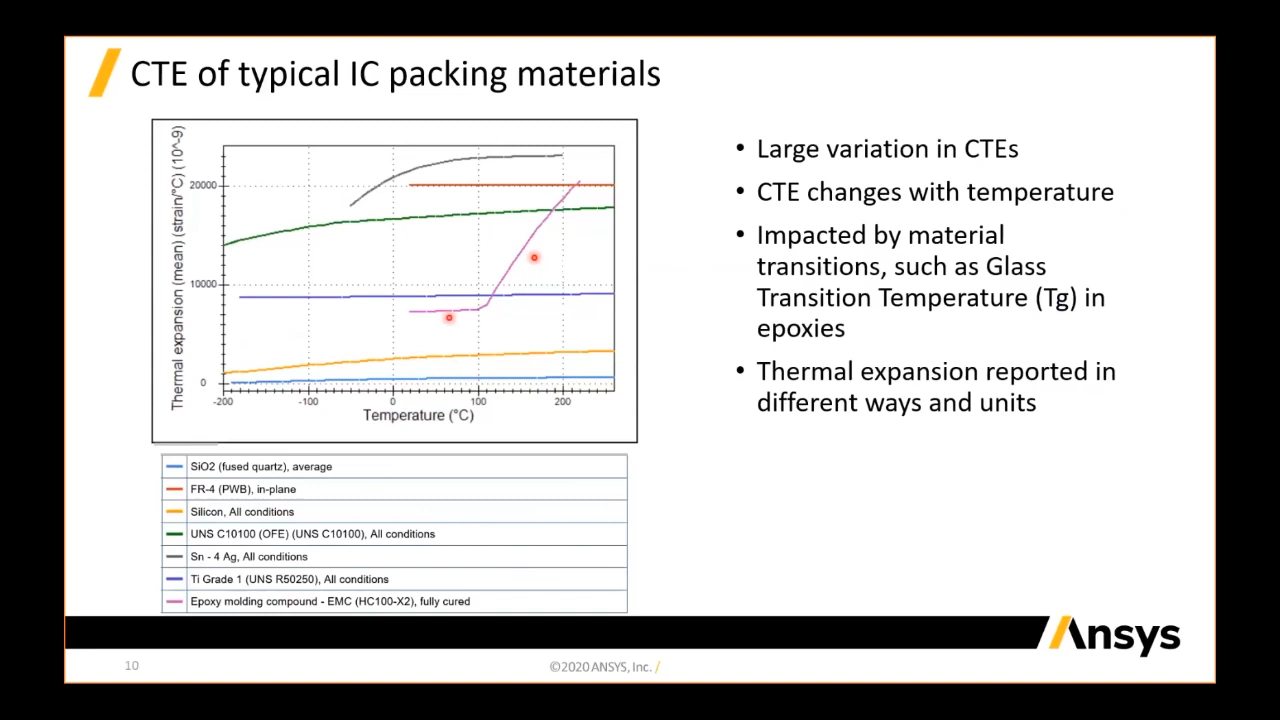 CTE of typical IC packing materials
Thermal expansion (mean) (strain/°C) (10^-9)
20000
10000
0
-200
-100
0
100
200
Temperature (°C)
SiO2 (fused quartz), average
FR-4 (PWB), in-plane
Silicon, All conditions
UNS C10100 (OFE) (UNS C10100), All conditions
Sn - 4 Ag, All conditions
Ti Grade 1 (UNS R50250), All conditions
Epoxy molding compound - EMC (HC100-X2), fully cured
• Large variation in CTEs
• CTE changes with temperature
• Impacted by material
transitions, such as Glass
Transition Temperature (Tg) in
epoxies
• Thermal expansion reported in
different ways and units
Ansys
10
©2020 ANSYS, Inc. /